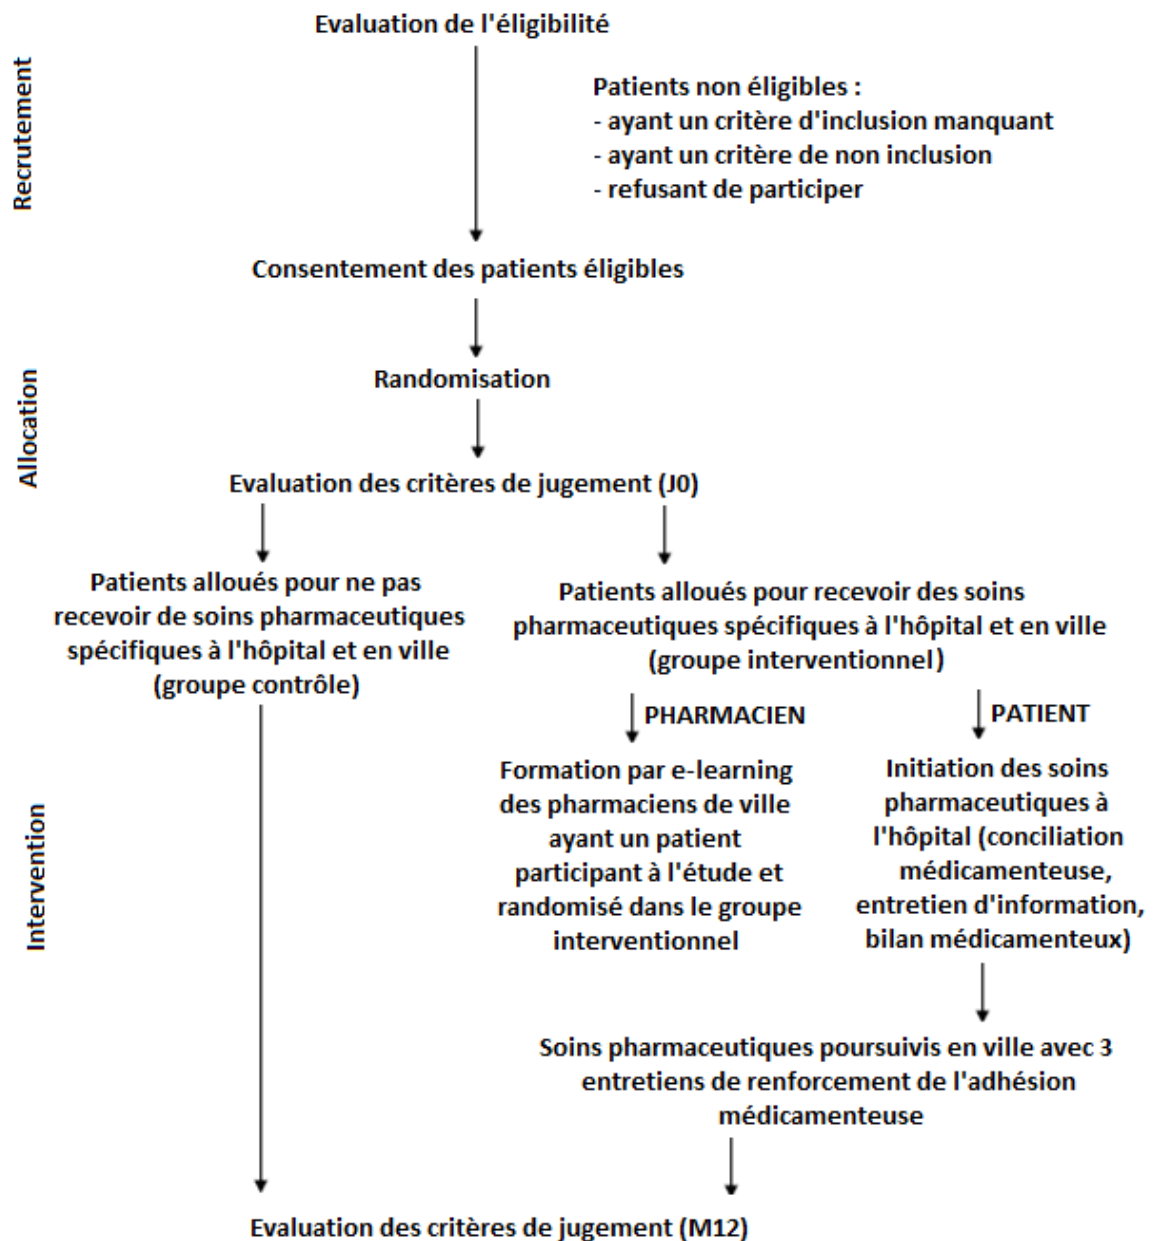 Evaluation de l'éligibilité
Recrutement
Patients non éligibles :
- ayant un critère d'inclusion manquant
- ayant un critère de non inclusion
- refusant de participer
Consentement des patients éligibles
Allocation
Randomisation
Evaluation des critères de jugement (J0)
Patients alloués pour ne pas
recevoir de soins pharmaceutiques
spécifiques à l'hôpital et en ville
(groupe contrôle)
Patients alloués pour recevoir des soins
pharmaceutiques spécifiques à l'hôpital et en ville
(groupe interventionnel)
Intervention
PHARMACIEN
Formation par e-learning
des pharmaciens de ville
ayant un patient
participant à l'étude et
randomisé dans le groupe
interventionnel
PATIENT
Initiation des soins
pharmaceutiques à
l'hôpital (conciliation
médicamenteuse,
entretien d'information,
bilan médicamenteux)
Soins pharmaceutiques poursuivis en ville avec 3
entretiens de renforcement de l'adhésion
médicamenteuse
Evaluation des critères de jugement (M12)